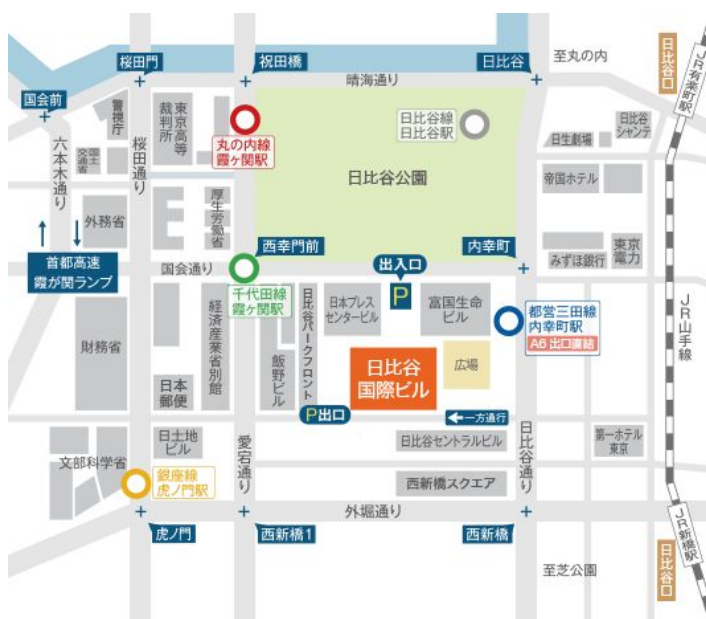 桜田門
祝田橋
日比谷
至丸の内
日比谷口
JR有楽町駅
晴海通り
国会前
警視庁
東京高等
裁判所
丸の内線
霞ヶ関駅
日比谷線
日比谷駅
日比谷
シャンテ
日生劇場
六本木通り
国土
交通省
桜田通り
日比谷公園
帝国ホテル
外務省
厚生労働省
西幸門前
内幸町
みずほ銀行
東京
電力
首都高速
霞が関ランプ
国会通り
出入口
P
千代田線
霞ヶ関駅
日比谷パークフロント
日本プレス
センタービル
富国生命
ビル
都営三田線
内幸町駅
A6 出口直結
JR山手線
財務省
経済産業省別館
飯野ビル
日比谷
国際ビル
広場
日本
郵便
P出口
一方通行
日土地
ビル
愛宕通り
日比谷セントラルビル
日比谷通り
第一ホテル
東京
文部科学省
銀座線
虎ノ門駅
西新橋スクエア
外堀通り
虎ノ門
西新橋1
西新橋
JR新橋駅
日比谷口
至芝公園